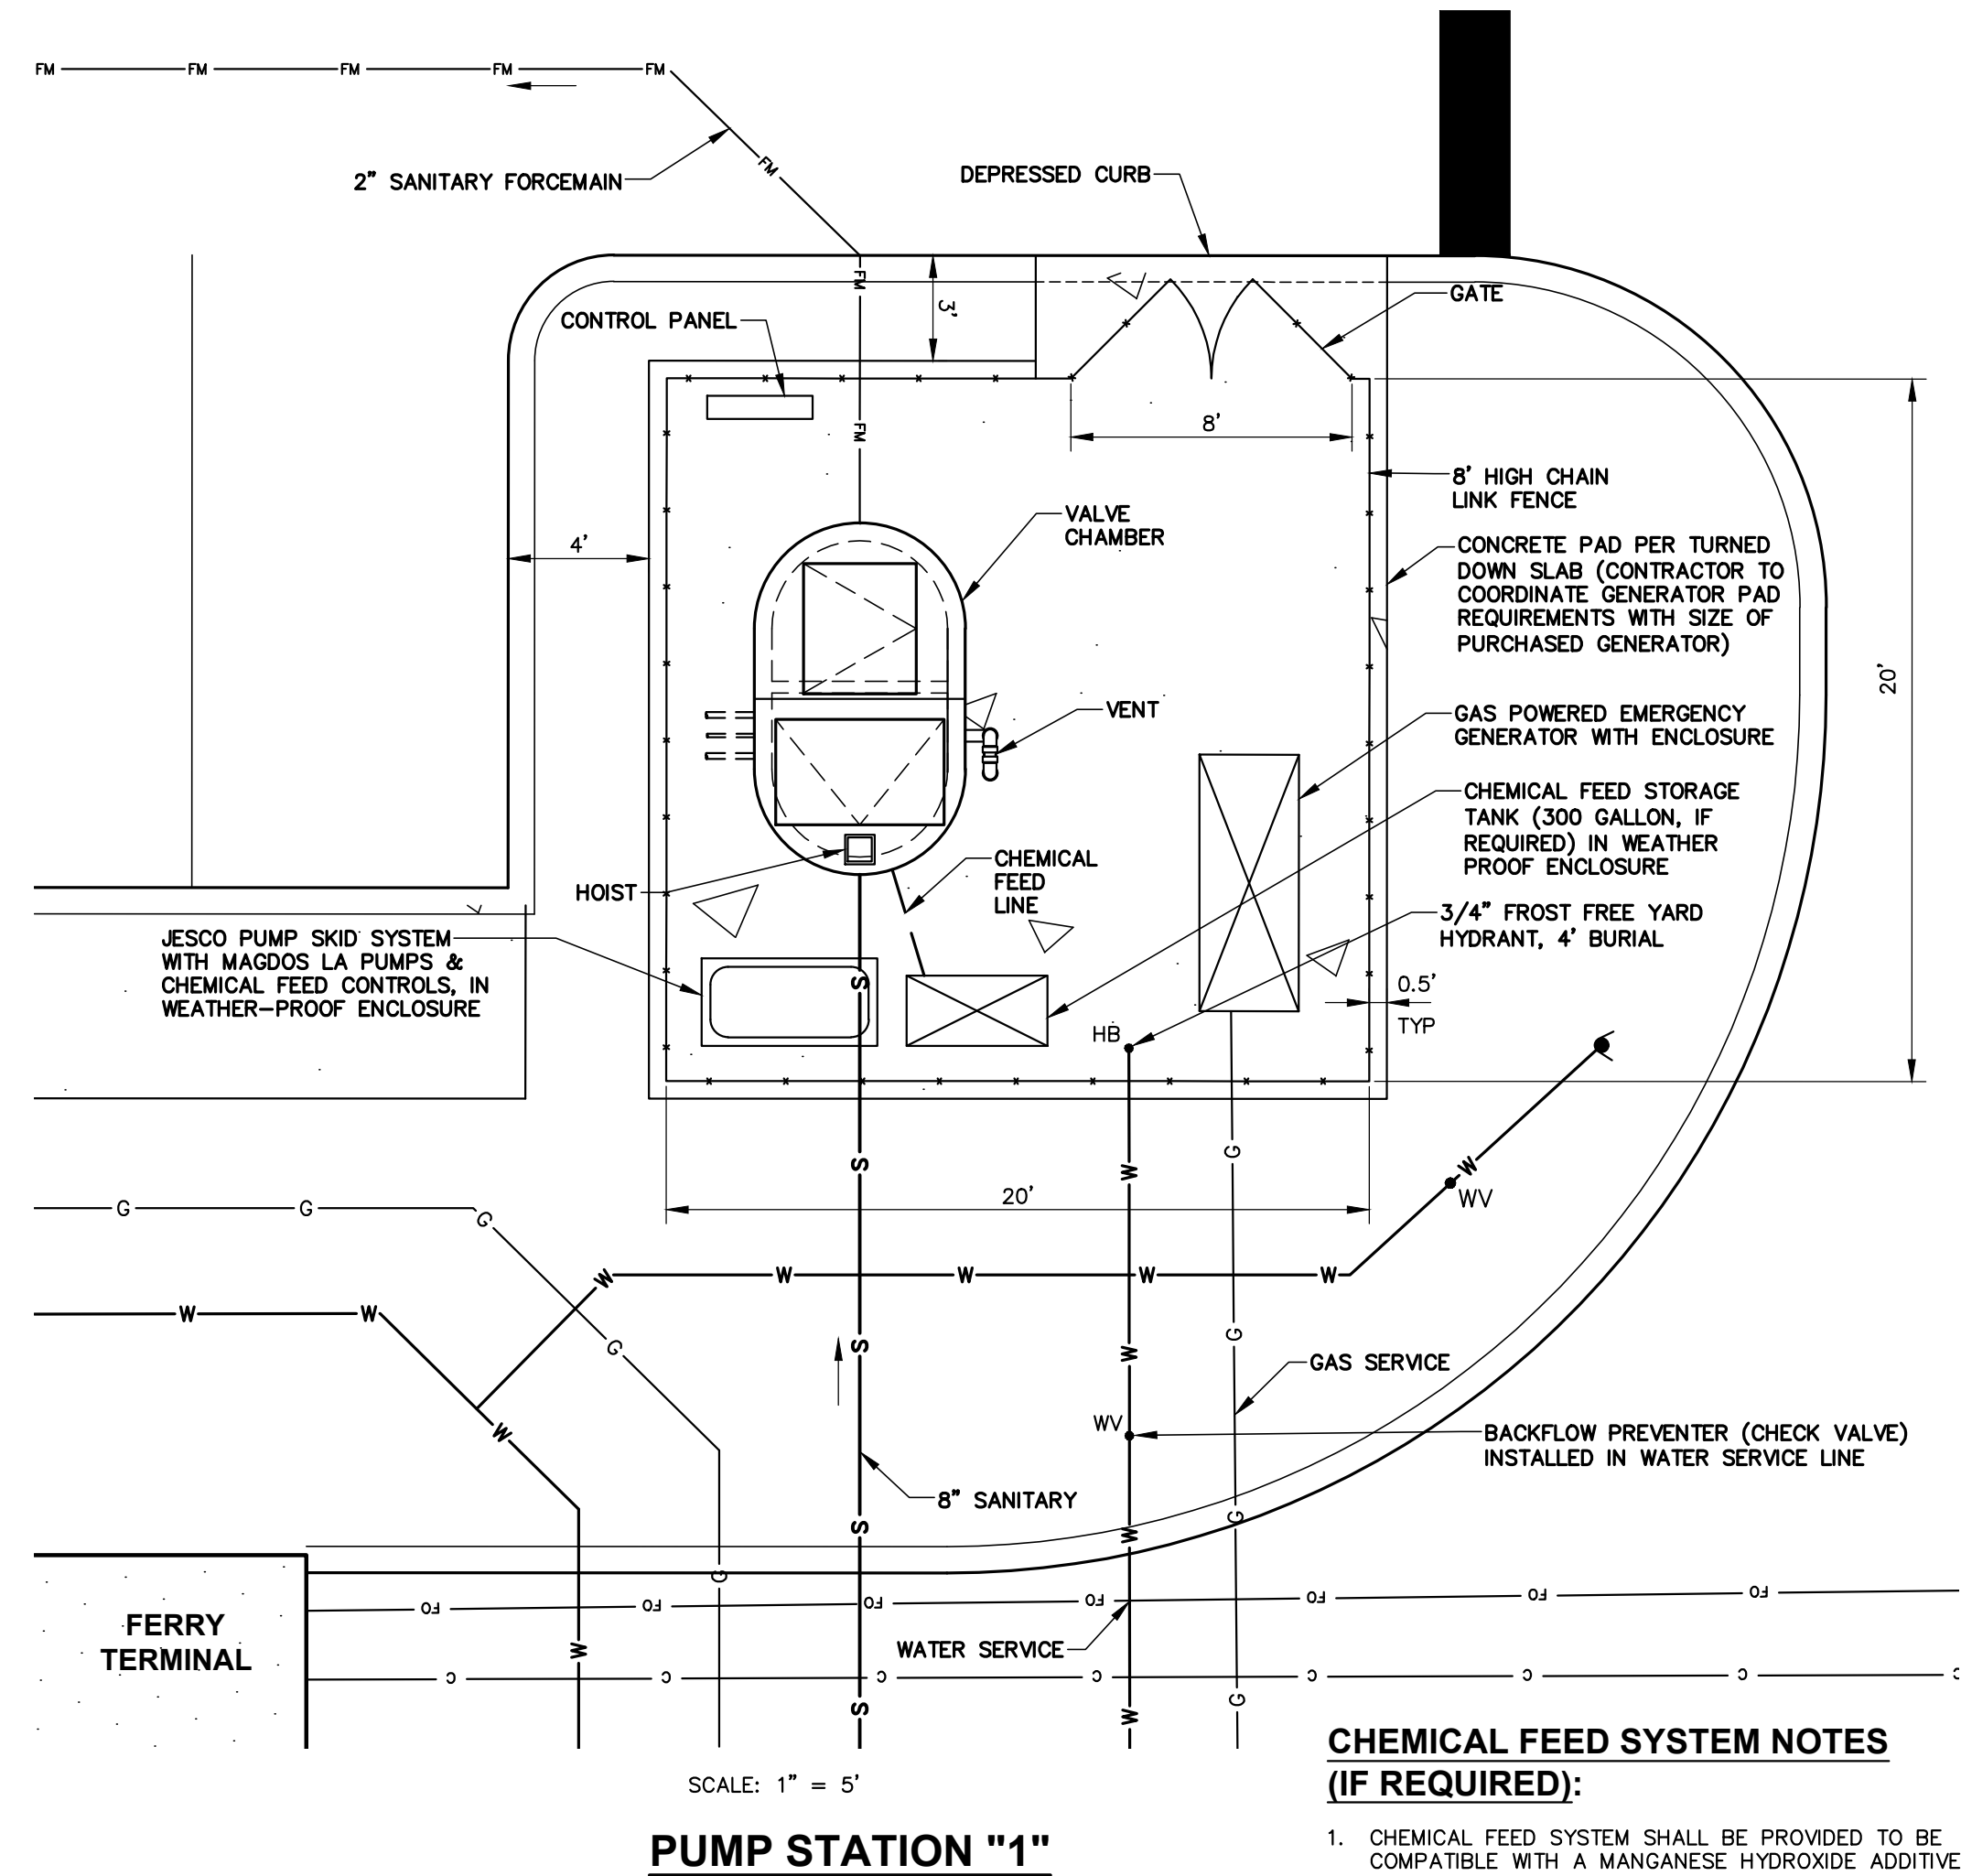 FM FM FM FM FM
FM
2” SANITARY FORCEMAIN
DEPRESSED CURB
FM
3’
GATE
CONTROL PANEL
FM
8’
8’ HIGH CHAIN
LINK FENCE
VALVE
CHAMBER
4’
CONCRETE PAD PER TURNED
DOWN SLAB (CONTRACTOR TO
COORDINATE GENERATOR PAD
REQUIREMENTS WITH SIZE OF
PURCHASED GENERATOR)
20’
VENT
GAS POWERED EMERGENCY
GENERATOR WITH ENCLOSURE
CHEMICAL FEED STORAGE
TANK (300 GALLON, IF
REQUIRED) IN WEATHER
PROOF ENCLOSURE
CHEMICAL
FEED
LINE
HOIST
3/4” FROST FREE YARD
HYDRANT, 4’ BURIAL
JESCO PUMP SKID SYSTEM
WITH MAGDOS LA PUMPS &
CHEMICAL FEED CONTROLS, IN
WEATHER-PROOF ENCLOSURE
S
0.5’
TYP
HB
S
W
G
W
WV
20’
G G G
W W W W W
W W
G
S
W
G
GAS SERVICE
WV
W
BACKFLOW PREVENTER (CHECK VALVE)
INSTALLED IN WATER SERVICE LINE
8” SANITARY
S
W
G
G
FO FO FO FO FO FO FO
FERRY
TERMINAL
W
WATER SERVICE
C C C C C C C C
S
W
G
SCALE: 1” = 5’
PUMP STATION "1"
CHEMICAL FEED SYSTEM NOTES
(IF REQUIRED):
1. CHEMICAL FEED SYSTEM SHALL BE PROVIDED TO BE
COMPATIBLE WITH A MANGANESE HYDROXIDE ADDITIVE